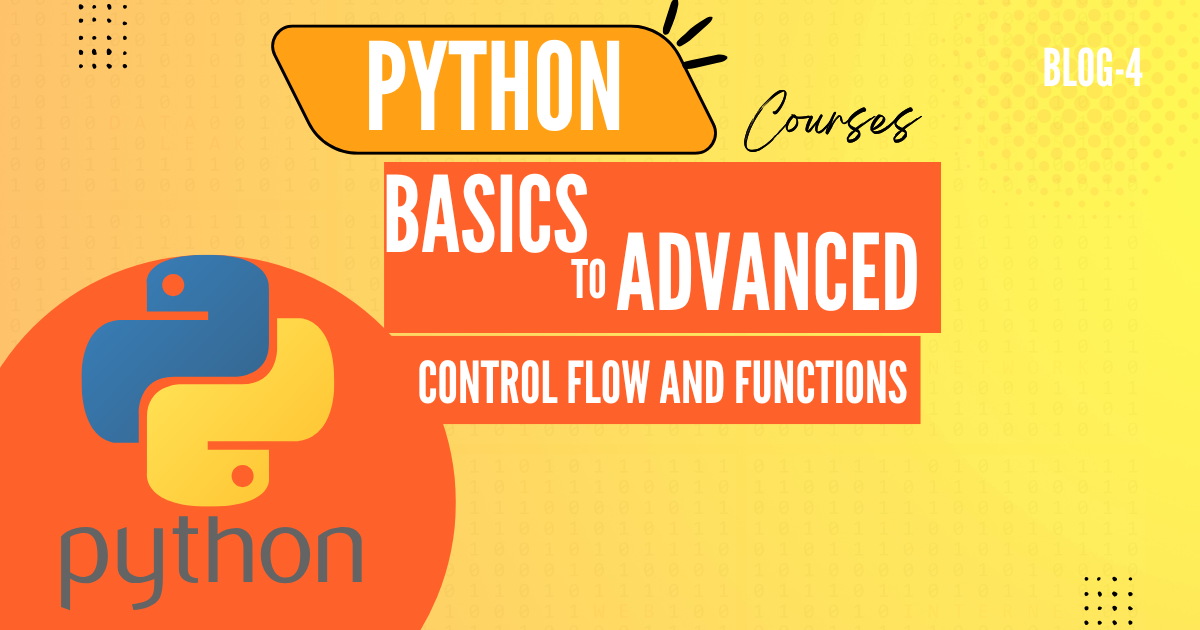 PYTHON
Courses
BLOG-4
BASICS
TO ADVANCED
CONTROL FLOW AND FUNCTIONS
python